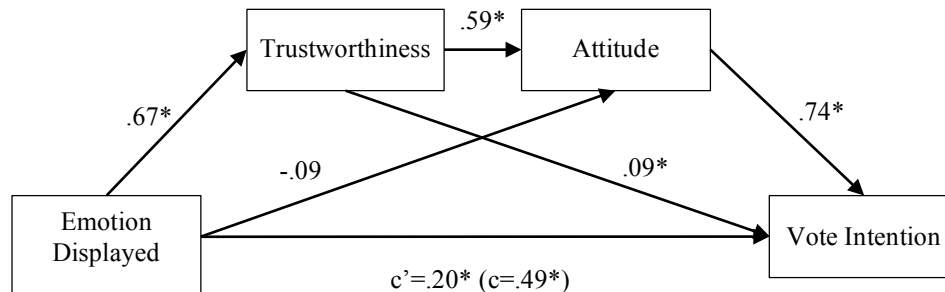 .59*
Trustworthiness
Attitude
.67*
.74*
-.09
.09*
Emotion
Displayed
Vote Intention
c’=.20* (c=.49*)